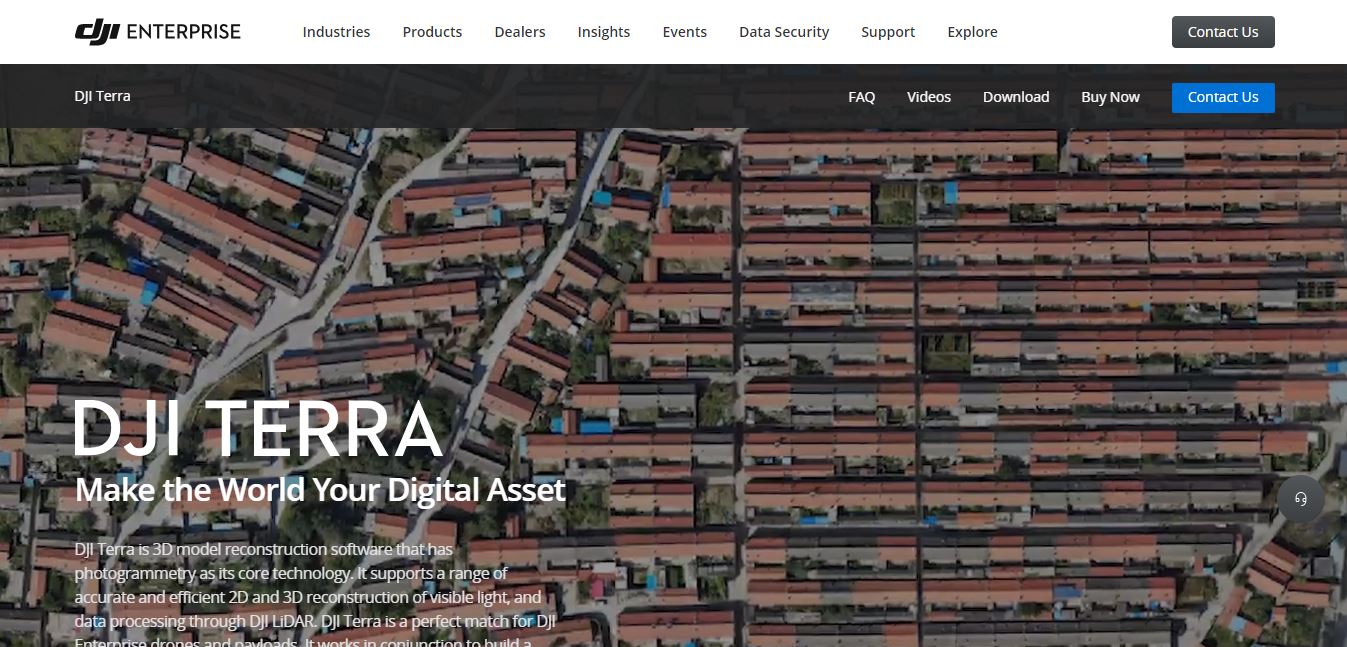 dji ENTERPRISE
Industries Products Dealers Insights Events Data Security Support Explore Contact Us
DJI Terra FAQ Videos Download Buy Now Contact Us
DJI TERRA
Make the World Your Digital Asset
DJI Terra is 3D model reconstruction software that has
photogrammetry as its core technology. It supports a range of
accurate and efficient 2D and 3D reconstruction of visible light, and
data processing through DJI LiDAR. DJI Terra is a perfect match for DJI
Enterprise drones and payloads. It works in conjunction to build a